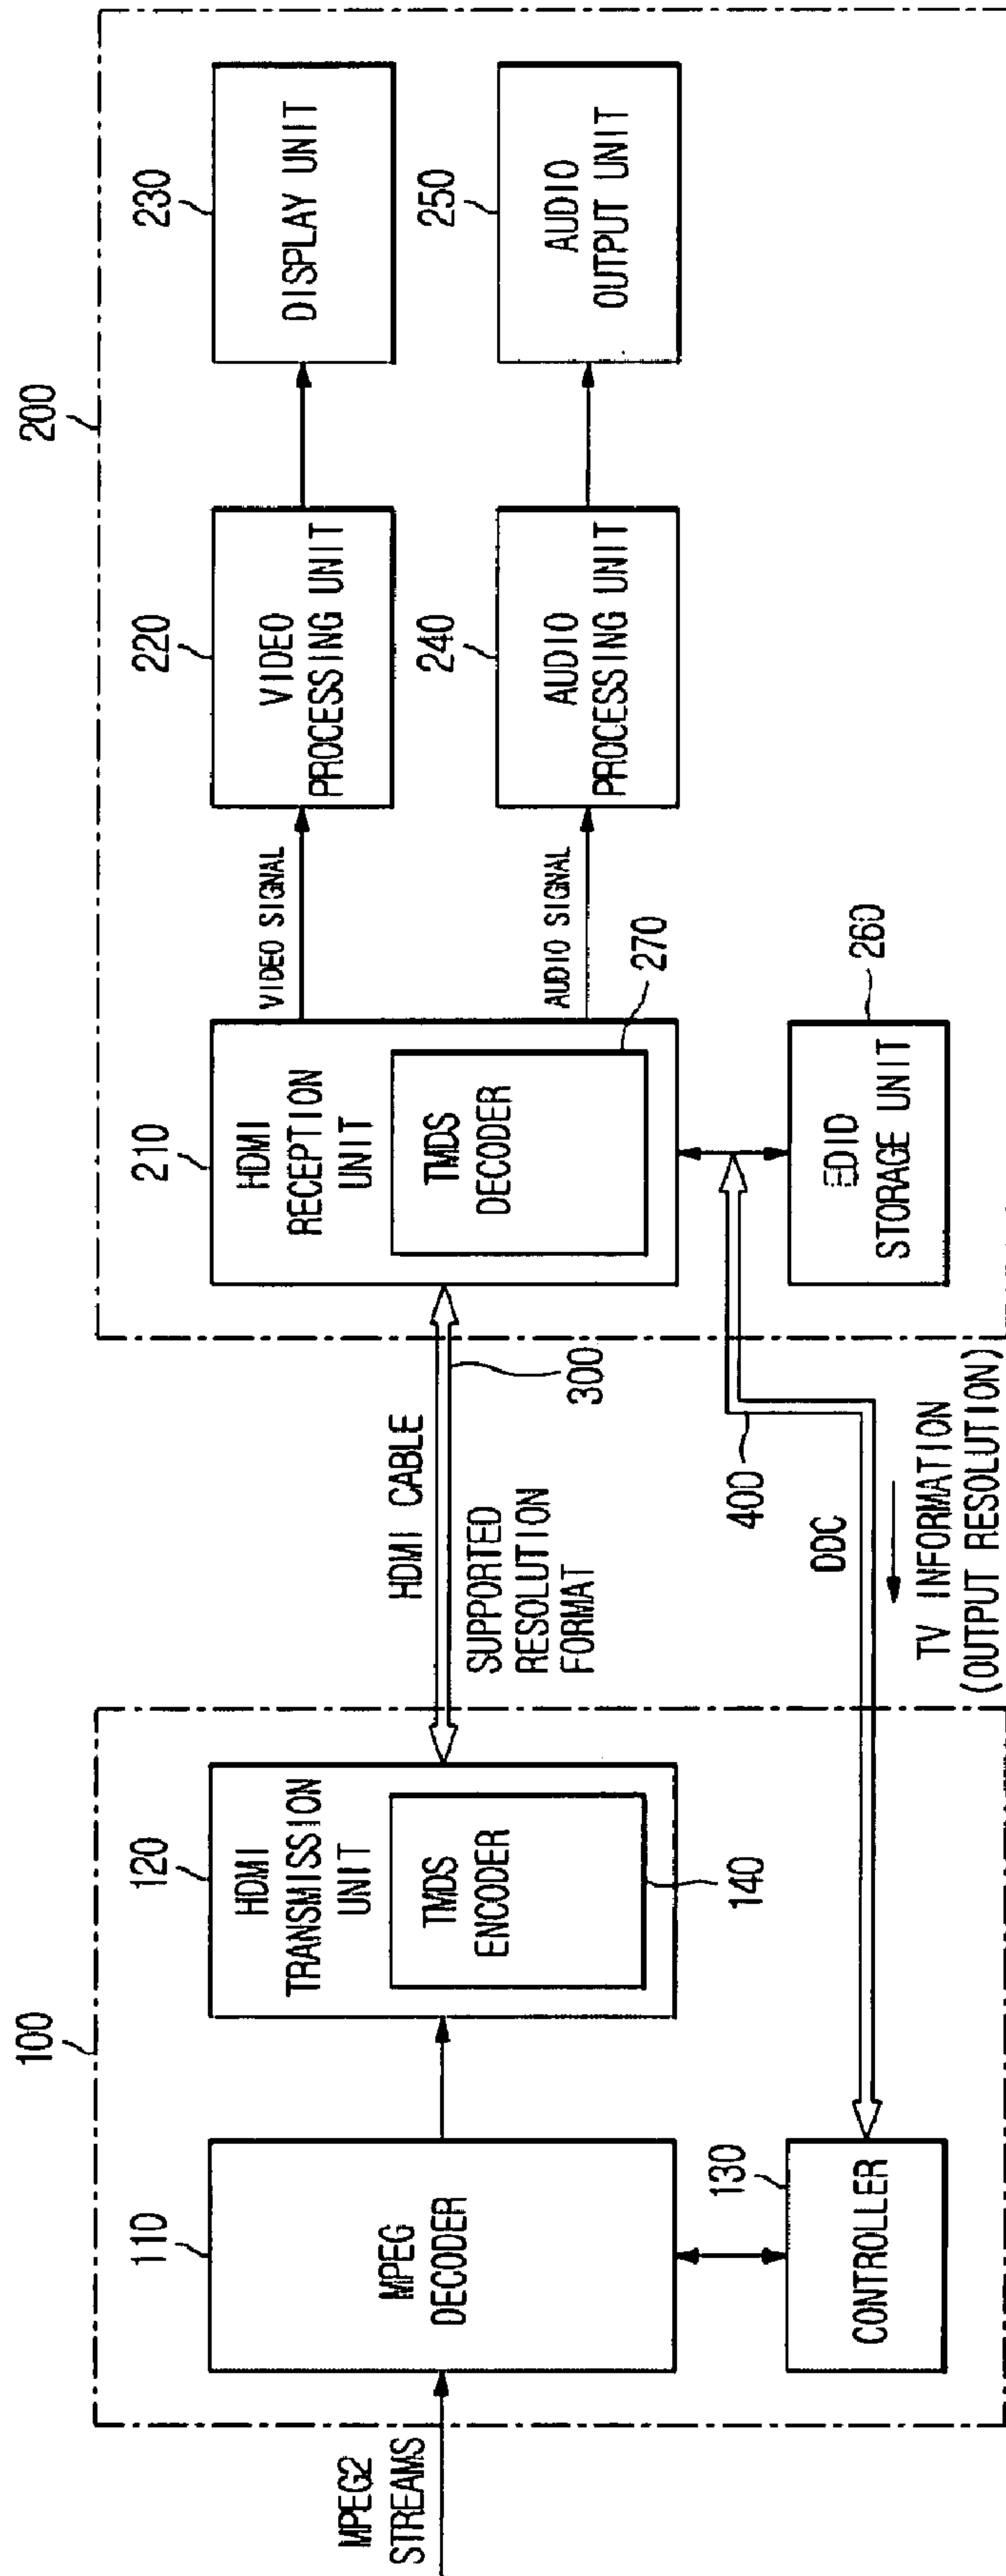 100
200
MPEG2
STREAMS
110
MPEG
DECODER
120
HDMI
TRANSMISSION
UNIT
TMDS
ENCODER
140
130
CONTROLLER
HDMI CABLE
SUPPORTED
RESOLUTION
FORMAT
300
400
DDC
TV INFORMATION
(OUTPUT RESOLUTION)
210
HDMI
RECEPTION
UNIT
TMDS
DECODER
270
VIDEO SIGNAL
AUDIO SIGNAL
260
EDID
STORAGE UNIT
220
VIDEO
PROCESSING UNIT
230
DISPLAY UNIT
240
AUDIO
PROCESSING UNIT
250
AUDIO
OUTPUT UNIT